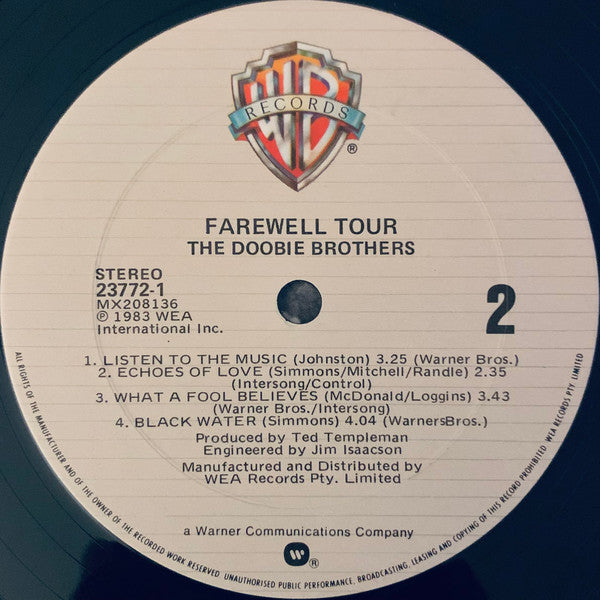 WB
RECORDS
®
FAREWELL TOUR
THE DOOBIE BROTHERS
STEREO
23772-1
MX208136
℗ 1983 WEA
International Inc.
2
1. LISTEN TO THE MUSIC (Johnston) 3.25 (Warner Bros.)
2. ECHOES OF LOVE (Simmons/Mitchell/Randle) 2.35
(Intersong/Control)
3. WHAT A FOOL BELIEVES (McDonald/Loggins) 3.43
(Warner Bros./Intersong)
4. BLACK WATER (Simmons) 4.04 (WarnersBros.)
Produced by Ted Templeman
Engineered by Jim Isaacson
Manufactured and Distributed by
WEA Records Pty. Limited
a Warner Communications Company
W ®
ALL RIGHTS OF THE MANUFACTURER AND OF THE OWNER OF THE RECORDED WORK RESERVED UNAUTHORISED PUBLIC PERFORMANCE, BROADCASTING, LEASING AND COPYING OF THIS RECORD PROHIBITED WEA RECORDS PTY LIMITED